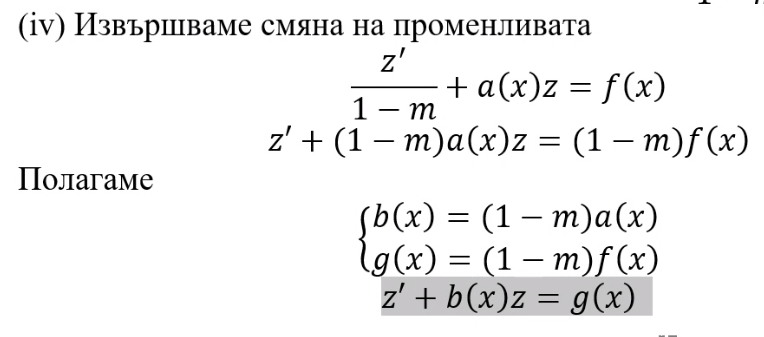 (iv) Извършваме смяна на променливата
z′/(1 − m) + a(x)z = f(x)
z′ + (1 − m)a(x)z = (1 − m)f(x)
Полагаме
{b(x) = (1 − m)a(x)
g(x) = (1 − m)f(x)
z′ + b(x)z = g(x)